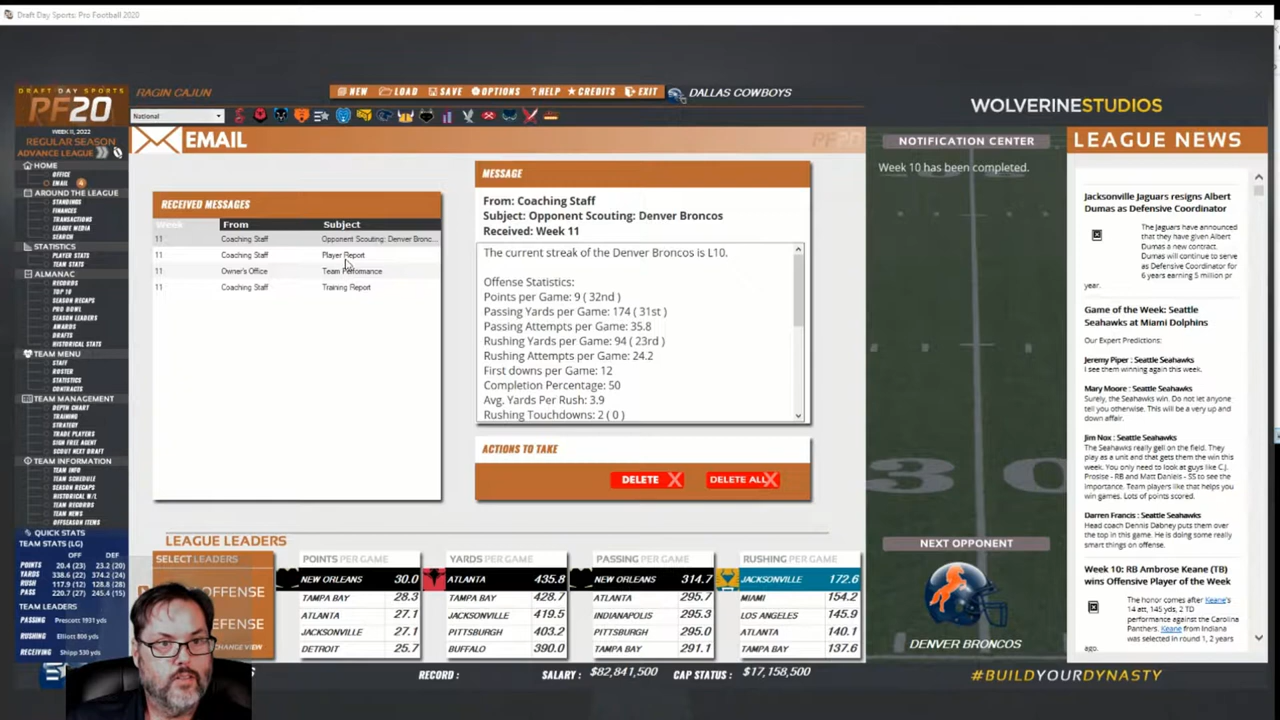 Draft Day Sports: Pro Football 2020
DRAFT DAY SPORTS
PF20
RAGIN CAJUN
NEW LOAD SAVE OPTIONS ? HELP CREDITS EXIT
DALLAS COWBOYS
WOLVERINESTUDIOS
National
WEEK 11, 2022
REGULAR SEASON
ADVANCE LEAGUE
HOME
OFFICE
EMAIL 4
AROUND THE LEAGUE
STANDINGS
FINANCES
TRANSACTIONS
LEAGUE MEDIA
SEARCH
STATISTICS
PLAYER STATS
TEAM STATS
ALMANAC
RECORDS
TOP 10
SEASON RECAPS
PRO BOWL
SEASON LEADERS
AWARDS
DRAFTS
HISTORICAL STATS
TEAM MENU
STAFF
ROSTER
STATISTICS
CONTRACTS
TEAM MANAGEMENT
DEPTH CHART
TRAINING
STRATEGY
TRADE PLAYERS
SIGN FREE AGENT
SCOUT NEXT DRAFT
TEAM INFORMATION
TEAM INFO
TEAM SCHEDULE
SEASON RECAPS
HISTORICAL W/L
TEAM RECORDS
TEAM NEWS
OFFSEASON ITEMS
QUICK STATS
TEAM STATS (LG)
OFF DEF
POINTS 20.4 (23) 23.2 (20)
YARDS 338.6 (22) 374.2 (24)
RUSH 117.9 (12) 128.8 (28)
PASS 220.7 (27) 245.4 (15)
TEAM LEADERS
PASSING Prescott 1931 yds
RUSHING Elliott 806 yds
RECEIVING Shipp 530 yds
EMAIL
PF20
RECEIVED MESSAGES
Week From Subject
11 Coaching Staff Opponent Scouting: Denver Bronc...
11 Coaching Staff Player Report
11 Owner's Office Team Performance
11 Coaching Staff Training Report
MESSAGE
From: Coaching Staff
Subject: Opponent Scouting: Denver Broncos
Received: Week 11
The current streak of the Denver Broncos is L10.
Offense Statistics:
Points per Game: 9 ( 32nd )
Passing Yards per Game: 174 ( 31st )
Passing Attempts per Game: 35.8
Rushing Yards per Game: 94 ( 23rd )
Rushing Attempts per Game: 24.2
First downs per Game: 12
Completion Percentage: 50
Avg. Yards Per Rush: 3.9
Rushing Touchdowns: 2 ( 0 )
ACTIONS TO TAKE
DELETE X DELETE ALL X
LEAGUE LEADERS
SELECT LEADERS
OFFENSE
DEFENSE
CHANGE VIEW
POINTS PER GAME
NEW ORLEANS 30.0
TAMPA BAY 28.3
ATLANTA 27.1
JACKSONVILLE 27.1
DETROIT 25.7
YARDS PER GAME
ATLANTA 435.8
TAMPA BAY 428.7
JACKSONVILLE 419.5
PITTSBURGH 403.2
BUFFALO 390.0
PASSING PER GAME
NEW ORLEANS 314.7
ATLANTA 295.7
INDIANAPOLIS 295.3
PITTSBURGH 295.0
TAMPA BAY 291.1
RUSHING PER GAME
JACKSONVILLE 172.6
MIAMI 154.2
LOS ANGELES 145.9
ATLANTA 140.1
TAMPA BAY 137.6
RECORD : SALARY : $82,841,500 CAP STATUS : $17,158,500
NOTIFICATION CENTER
Week 10 has been completed.
3 0
NEXT OPPONENT
DENVER BRONCOS
LEAGUE NEWS
Jacksonville Jaguars resigns Albert
Dumas as Defensive Coordinator
The Jaguars have
announced that they
have given Albert
Dumas a new contract.
Dumas will continue to
serve as Defensive
Coordinator for
6 years earning 5 million pr
year.
Game of the Week: Seattle
Seahawks at Miami Dolphins
Our Expert Predictions:
Jeremy Piper : Seattle Seahawks
I see them winning again this week.
Mary Moore : Seattle Seahawks
Surely, the Seahawks win. Do not let anyone
tell you otherwise. This will be a very up and
down affair.
Jim Nox : Seattle Seahawks
The Seahawks really gel on the field. They
play as a unit and that gets them the win this
week. You only need to look at guys like C.J.
Prosise - RB and Matt Daniels - SS to see the
importance. Team players like that helps you
win games. Lots of points scored.
Darren Francis : Seattle Seahawks
Head coach Dennis Dabney puts them over
the top in this game. He is doing some really
smart things on offense.
Week 10: RB Ambrose Keane (TB)
wins Offensive Player of the Week
The honor comes after Keane's
14 att, 145 yds, 2 TD
performance against the
Carolina Panthers. Keane from Indiana
was selected in round 1, 2 years
ago.
#BUILDYOURDYNASTY